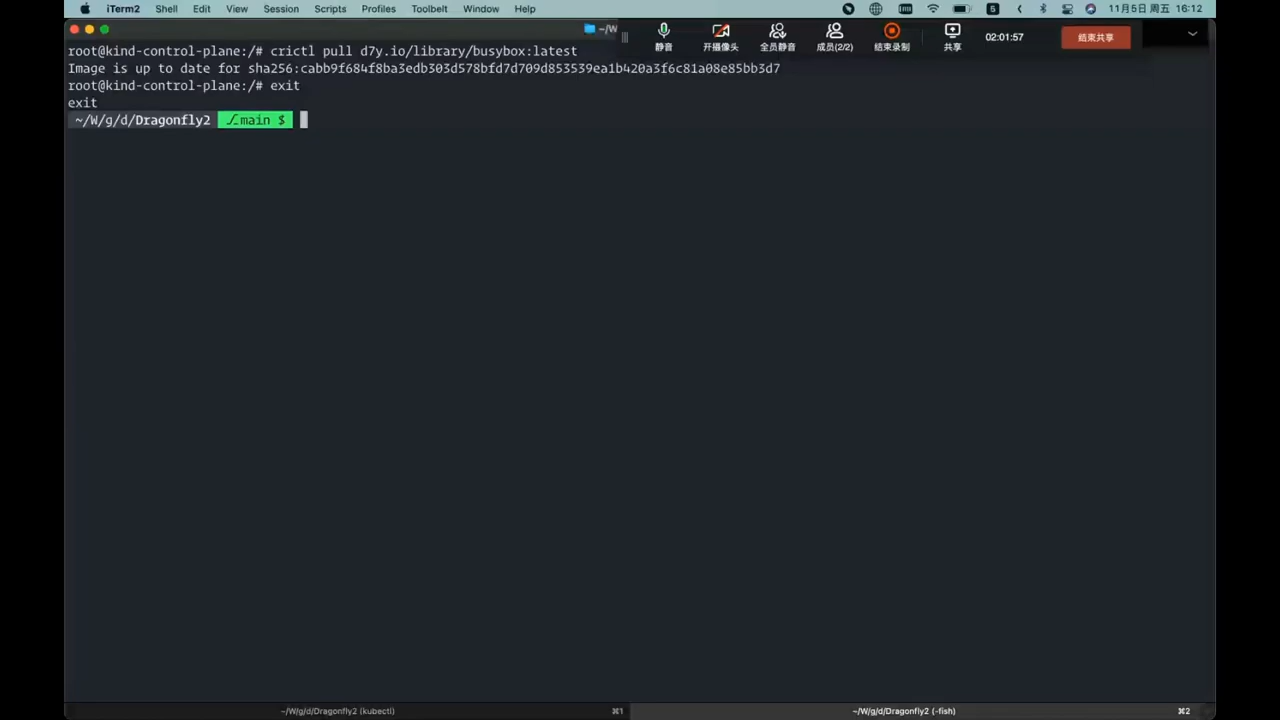 iTerm2 Shell Edit View Session Scripts Profiles Toolbelt Window Help 5 11月5日 周五 16:12
~/W
静音 开摄像头 全员静音 成员(2/2) 结束录制 共享 02:01:57 结束共享
root@kind-control-plane:/# crictl pull d7y.io/library/busybox:latest
Image is up to date for sha256:cabb9f684f8ba3edb303d578bfd7d709d853539ea1b420a3f6c81a08e85bb3d7
root@kind-control-plane:/# exit
exit
~/W/g/d/Dragonfly2 ⎇main $
~/W/g/d/Dragonfly2 (kubectl) ⌘1 ~/W/g/d/Dragonfly2 (-fish) ⌘2